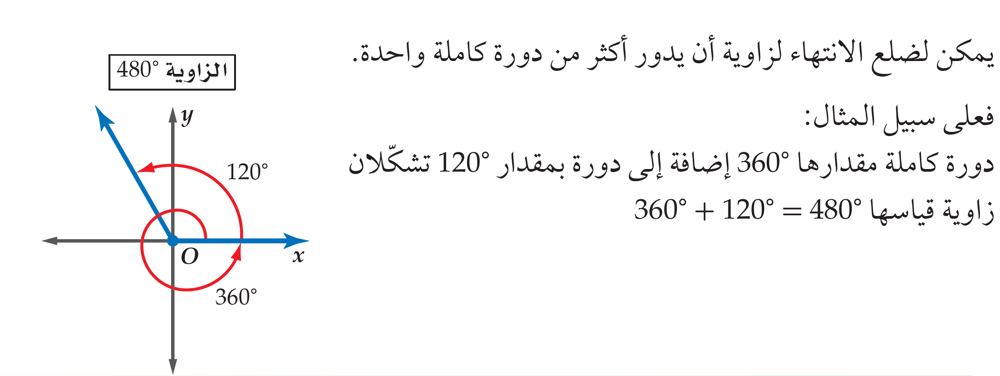 يمكن لضلع الانتهاء لزاوية أن يدور أكثر من دورة كاملة واحدة.
فعلى سبيل المثال:
دورة كاملة مقدارها 360° إضافة إلى دورة بمقدار 120° تشكّلان
زاوية قياسها 360° + 120° = 480°
الزاوية 480°
y
120°
O
x
360°